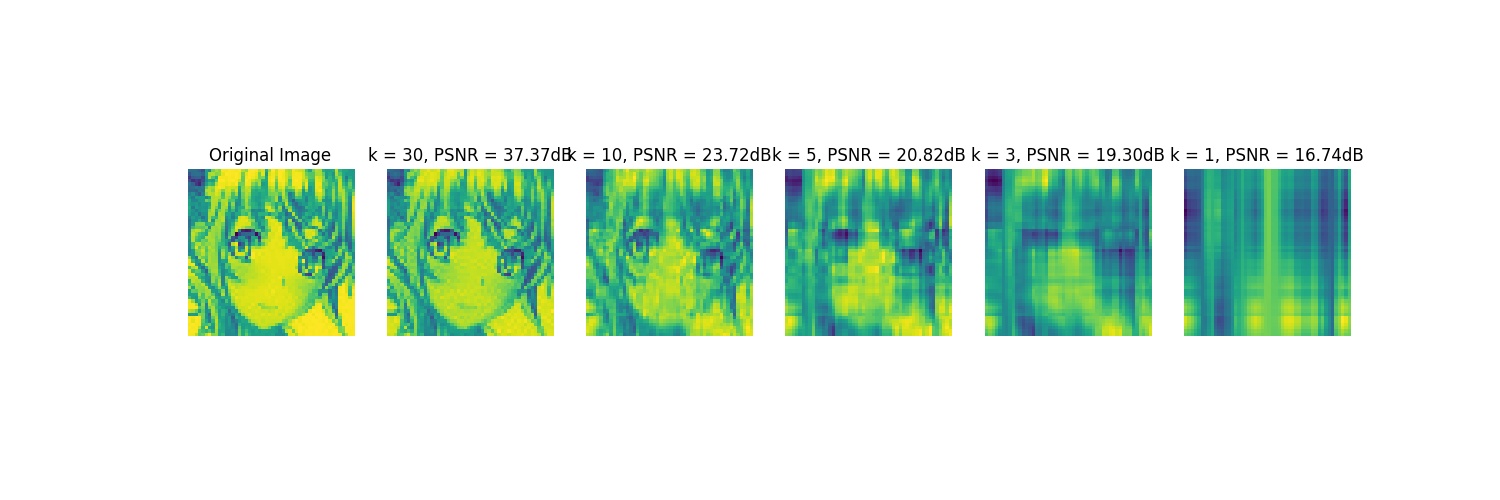 Original Image
k = 30, PSNR = 37.37dB
k = 10, PSNR = 23.72dB
k = 5, PSNR = 20.82dB
k = 3, PSNR = 19.30dB
k = 1, PSNR = 16.74dB